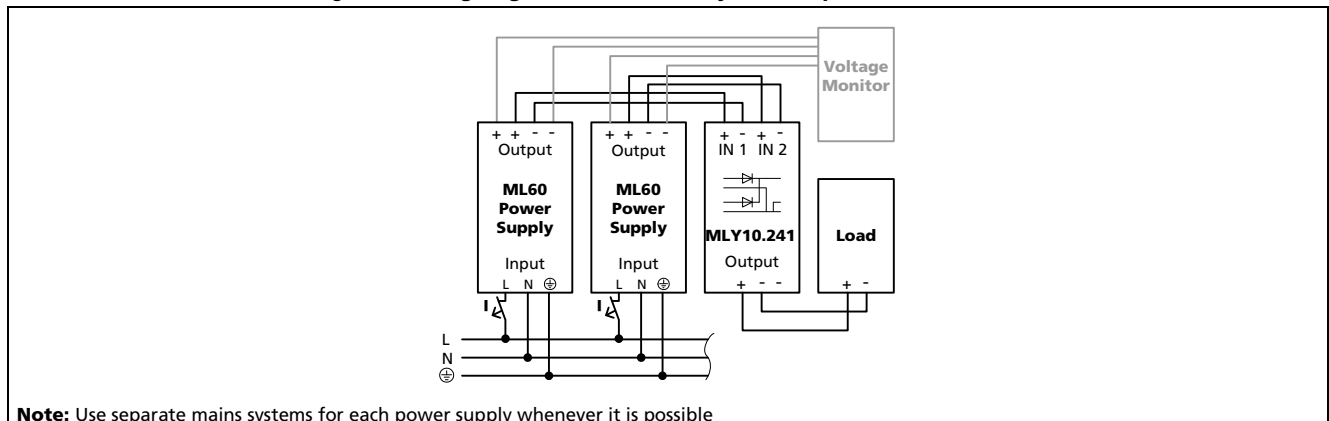 Voltage
Monitor
+ + - -
Output
ML60
Power
Supply
Input
L N
+ + - -
Output
ML60
Power
Supply
Input
L N
+ - + -
IN 1 IN 2
MLY10.241
Output
+ - -
Load
+ -
I
I
L
N
Note: Use separate mains systems for each power supply whenever it is possible